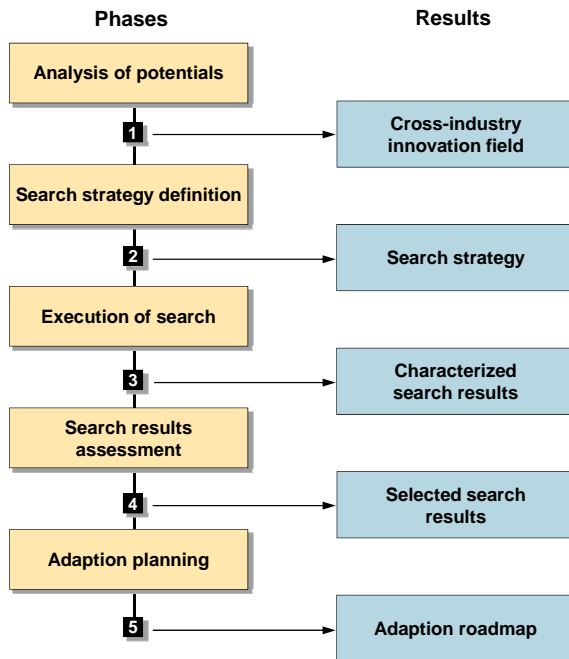 Phases
Results
Analysis of potentials
1
Cross-industry
innovation field
Search strategy definition
2
Search strategy
Execution of search
3
Characterized
search results
Search results
assessment
4
Selected search
results
Adaption planning
5
Adaption roadmap